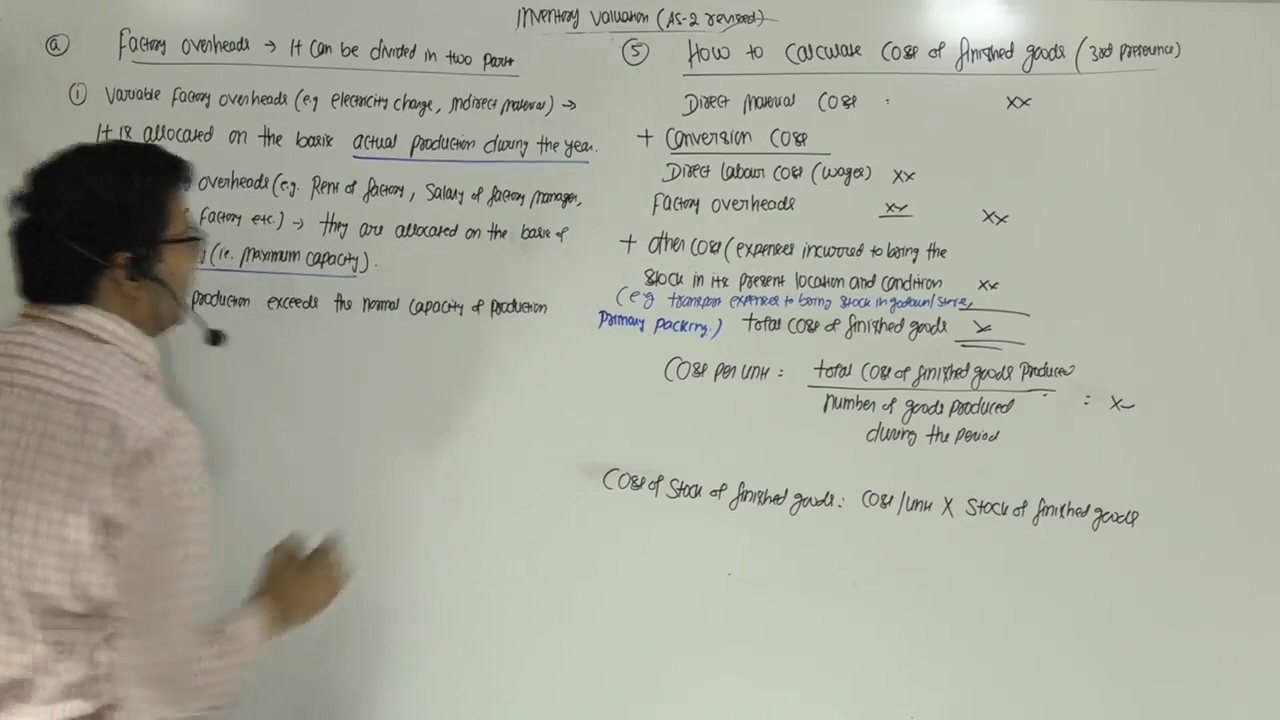 Inventory Valuation (AS-2 revised)
ⓐ Factory overheads → It can be divided in two part
① Variable Factory overheads (e.g electricity charge, Indirect material) →
It is allocated on the basis actual production during the year.
overheads (e.g. Rent of factory, Salary of factory manager,
factory etc.) → they are allocated on the basis of
(i.e. maximum capacity).
production exceeds the normal capacity of production
⑤ How to calculate cost of finished goods (3rd preference)
Direct material cost : xx
+ Conversion cost
Direct labour cost (wages) xx
Factory overheads xx xx
+ other cost (expenses incurred to bring the
stock in its present location and condition xx
(e.g transport expenses to bring stock in godown/store,
primary packing.) total cost of finished goods x
Cost per unit = total cost of finished goods produced
number of goods produced = x
during the period
Cost of stock of finished goods : cost/unit X stock of finished goods